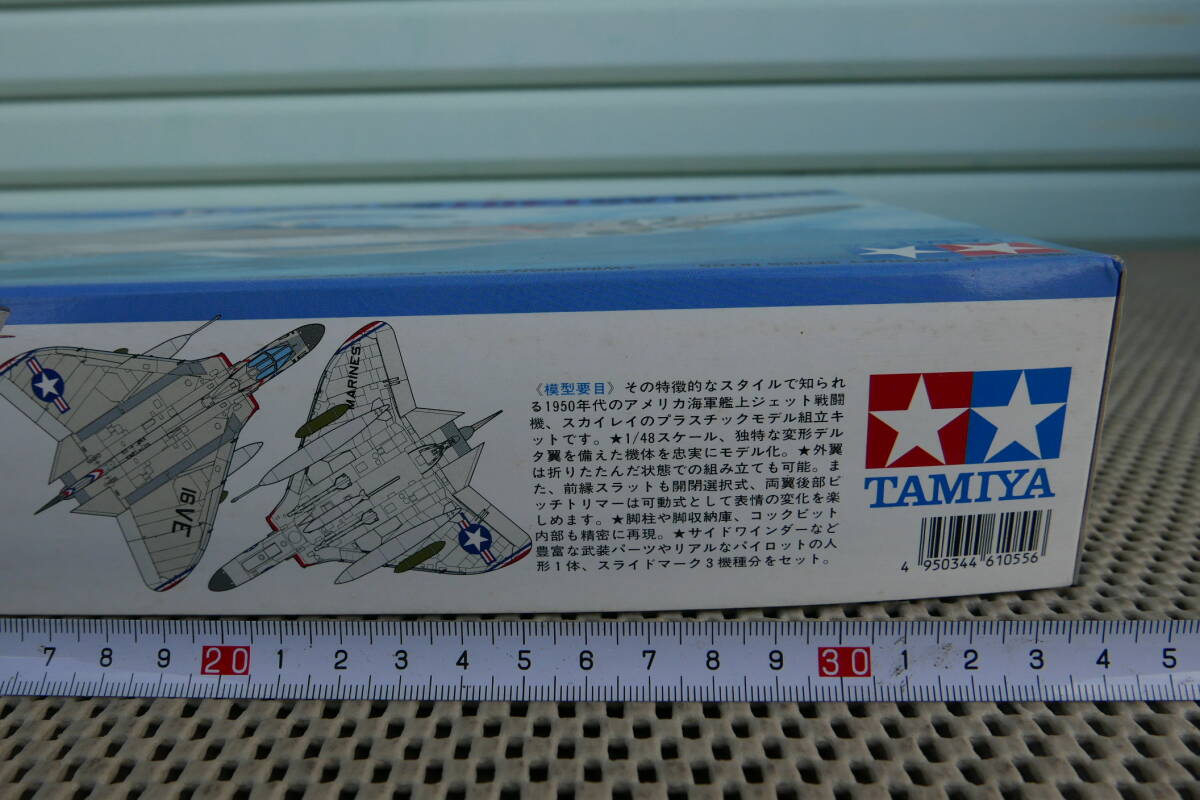 MARINES
16/VE
《模型要目》その特徴的なスタイルで知られ
る1950年代のアメリカ海軍艦上ジェット戦闘
機、スカイレイのプラスチックモデル組立キ
ットです。★1/48スケール、独特な変形デル
タ翼を備えた機体を忠実にモデル化。★外翼
は折りたたんだ状態での組み立ても可能。ま
た、前縁スラットも開閉選択式、両翼後部ピ
ッチトリマーは可動式として表情の変化を楽
しめます。★脚柱や脚収納庫、コックピット
内部も精密に再現。★サイドワインダーなど
豊富な武装パーツやリアルなパイロットの人
形1体、スライドマーク3機種分をセット。
TAMIYA
4 950344 610556
7 8 9 20 1 2 3 4 5 6 7 8 9 30 1 2 3 4 5